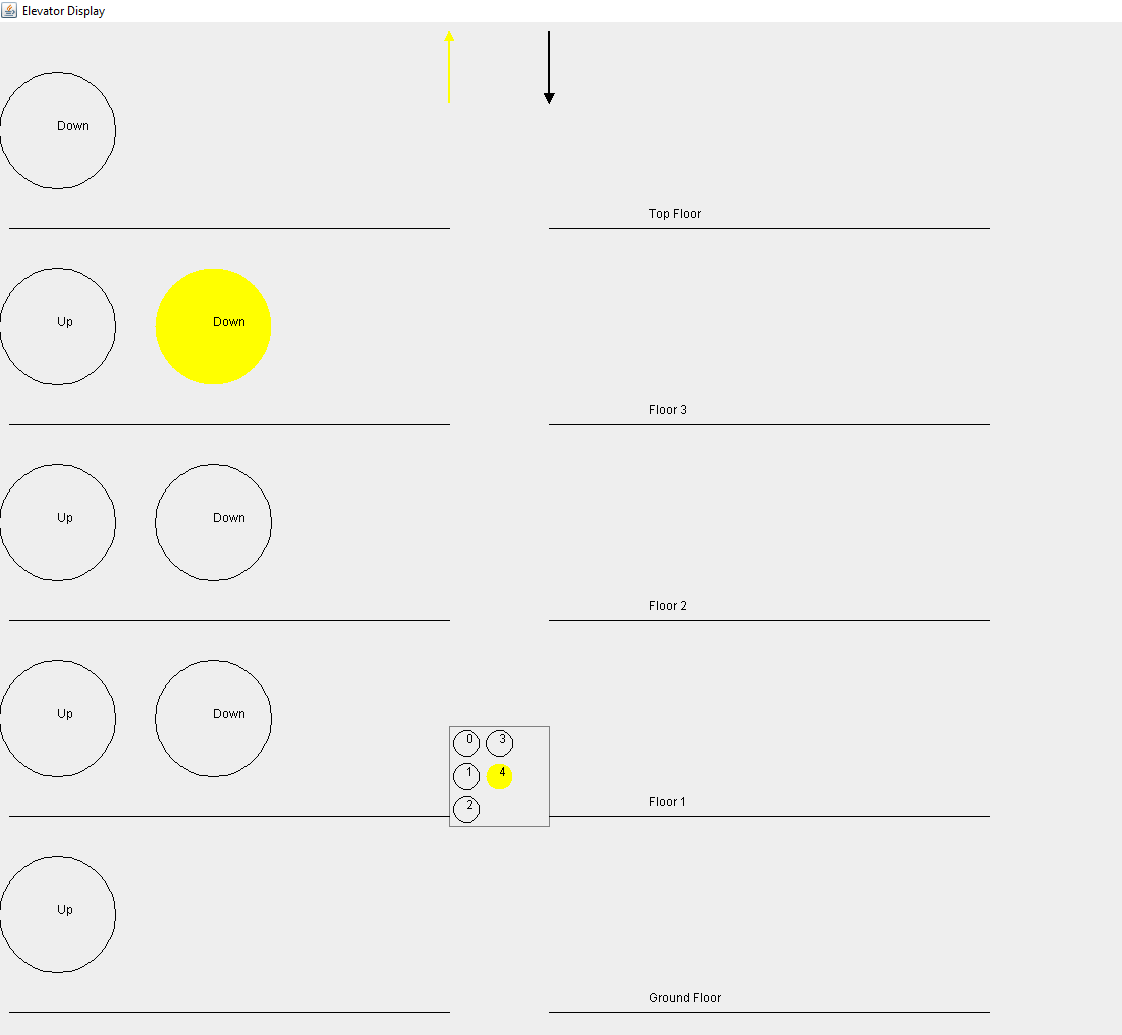 Elevator Display
Down
Top Floor
Up Down
Floor 3
Up Down
Floor 2
Up Down
0 3
1 4
2
Floor 1
Up
Ground Floor